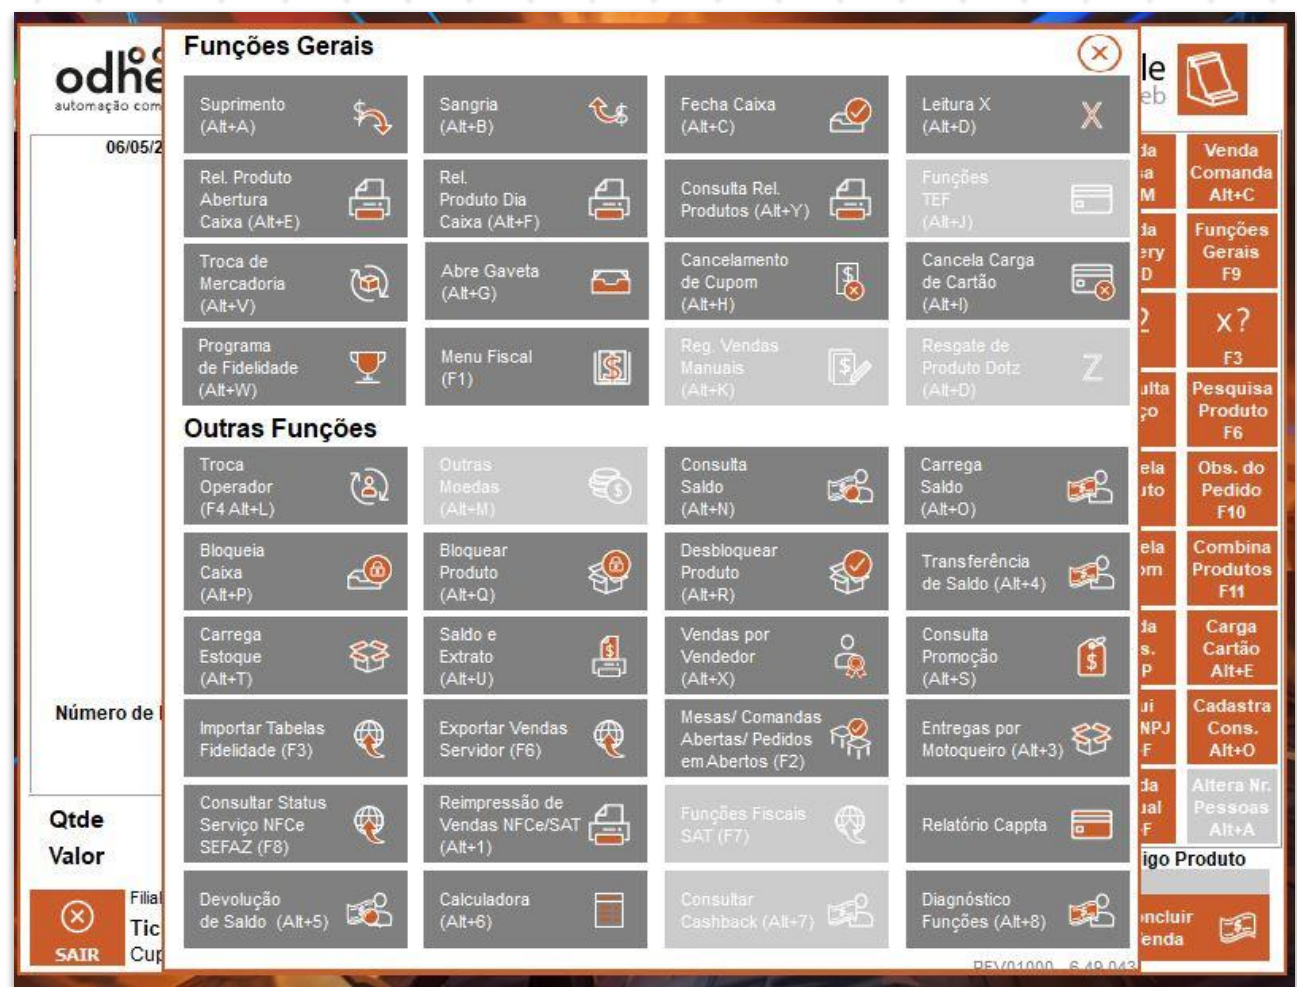 Funções Gerais
odhe
automação com
le
eb
Suprimento
(Alt+A)
Sangria
(Alt+B)
Fecha Caixa
(Alt+C)
Leitura X
(Alt+D)
X
Rel. Produto
Abertura
Caixa (Alt+E)
Rel.
Produto Dia
Caixa (Alt+F)
Consulta Rel.
Produtos (Alt+Y)
Funções
TEF
(Alt+J)
Troca de
Mercadoria
(Alt+V)
Abre Gaveta
(Alt+G)
Cancelamento
de Cupom
(Alt+H)
Cancela Carga
de Cartão
(Alt+I)
Programa
de Fidelidade
(Alt+W)
Menu Fiscal
(F1)
Reg. Vendas
Manuais
(Alt+K)
Resgate de
Produto Dotz
(Alt+D)
Z
Outras Funções
Troca
Operador
(F4 Alt+L)
Outras
Moedas
(Alt+M)
Consulta
Saldo
(Alt+N)
Carrega
Saldo
(Alt+O)
Bloqueia
Caixa
(Alt+P)
Bloquear
Produto
(Alt+Q)
Desbloquear
Produto
(Alt+R)
Transferência
de Saldo (Alt+4)
Carrega
Estoque
(Alt+T)
Saldo e
Extrato
(Alt+U)
Vendas por
Vendedor
(Alt+X)
Consulta
Promoção
(Alt+S)
Importar Tabelas
Fidelidade (F3)
Exportar Vendas
Servidor (F6)
Mesas/ Comandas
Abertas/ Pedidos
em Abertos (F2)
Entregas por
Motoqueiro (Alt+3)
Consultar Status
Serviço NFCe
SEFAZ (F8)
Reimpressão de
Vendas NFCe/SAT
(Alt+1)
Funções Fiscais
SAT (F7)
Relatório Cappta
Devolução
de Saldo (Alt+5)
Calculadora
(Alt+6)
Consultar
Cashback (Alt+7)
Diagnóstico
Funções (Alt+8)
06/05/2
Número de
Qtde
Valor
SAIR
Filial
Tic
Cup
Venda
Comanda
Alt+C
Funções
Gerais
F9
x?
F3
Pesquisa
Produto
F6
Obs. do
Pedido
F10
Combina
Produtos
F11
Carga
Cartão
Alt+E
Cadastra
Cons.
Alt+O
Altera Nr.
Pessoas
Alt+A
igo Produto
ncluir
enda